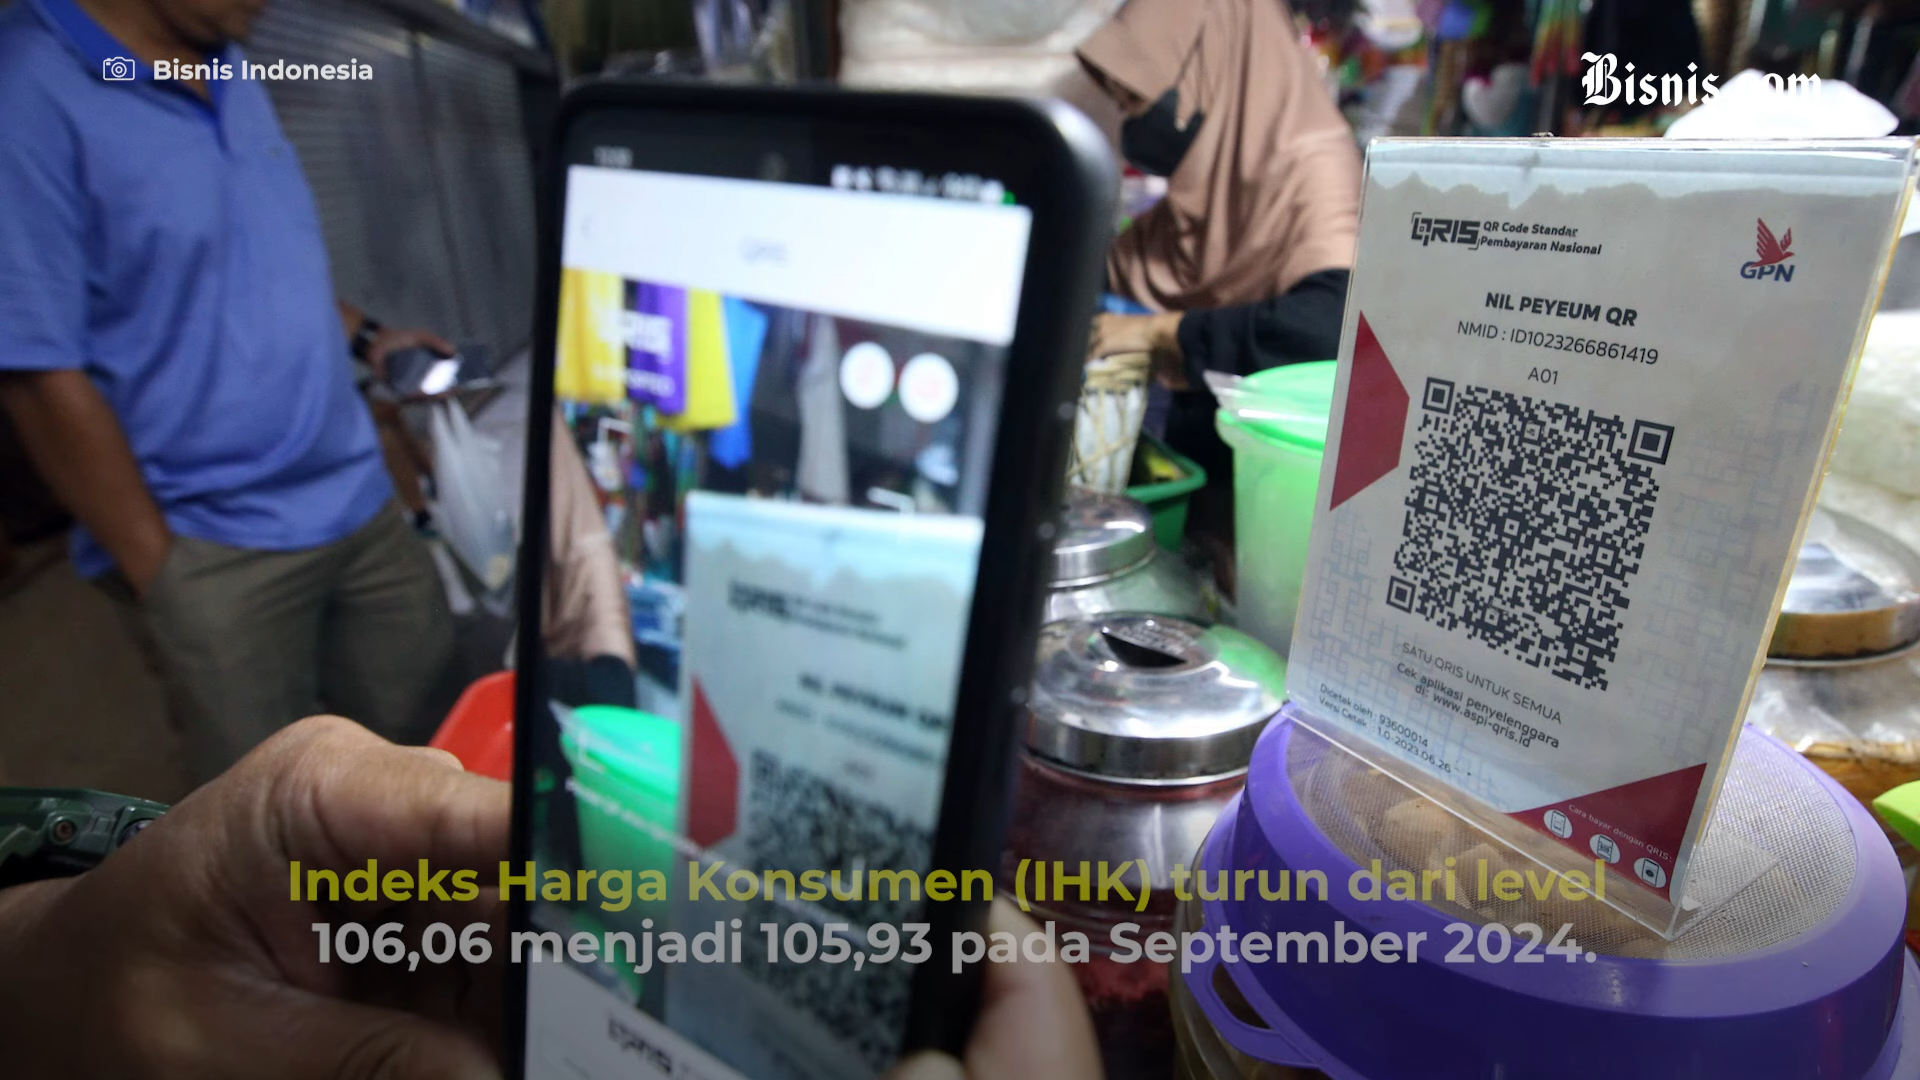 Bisnis Indonesia
Bisnis.com
QRIS QR Code Standar
Pembayaran Nasional
GPN
NIL PEYEUM QR
NMID : ID1023266861419
A01
SATU QRIS UNTUK SEMUA
Cek aplikasi penyelenggara
di: www.aspi-qris.id
Dicetak oleh : 93600014
Versi Cetak : 1.0-2023.06.26
Cara bayar dengan QRIS:
QRIS
QRIS
Indeks Harga Konsumen (IHK) turun dari level
106,06 menjadi 105,93 pada September 2024.